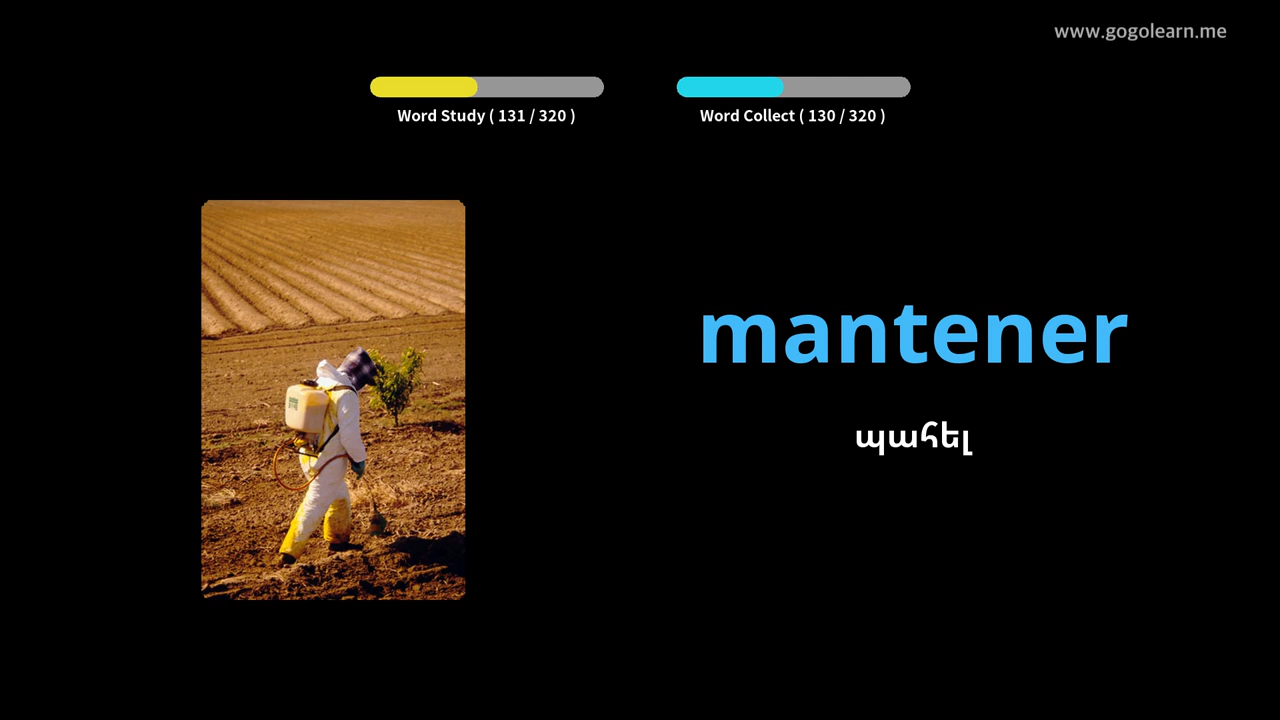 www.gogolearn.me
Word Study ( 131 / 320 )
Word Collect ( 130 / 320 )
mantener
պահել